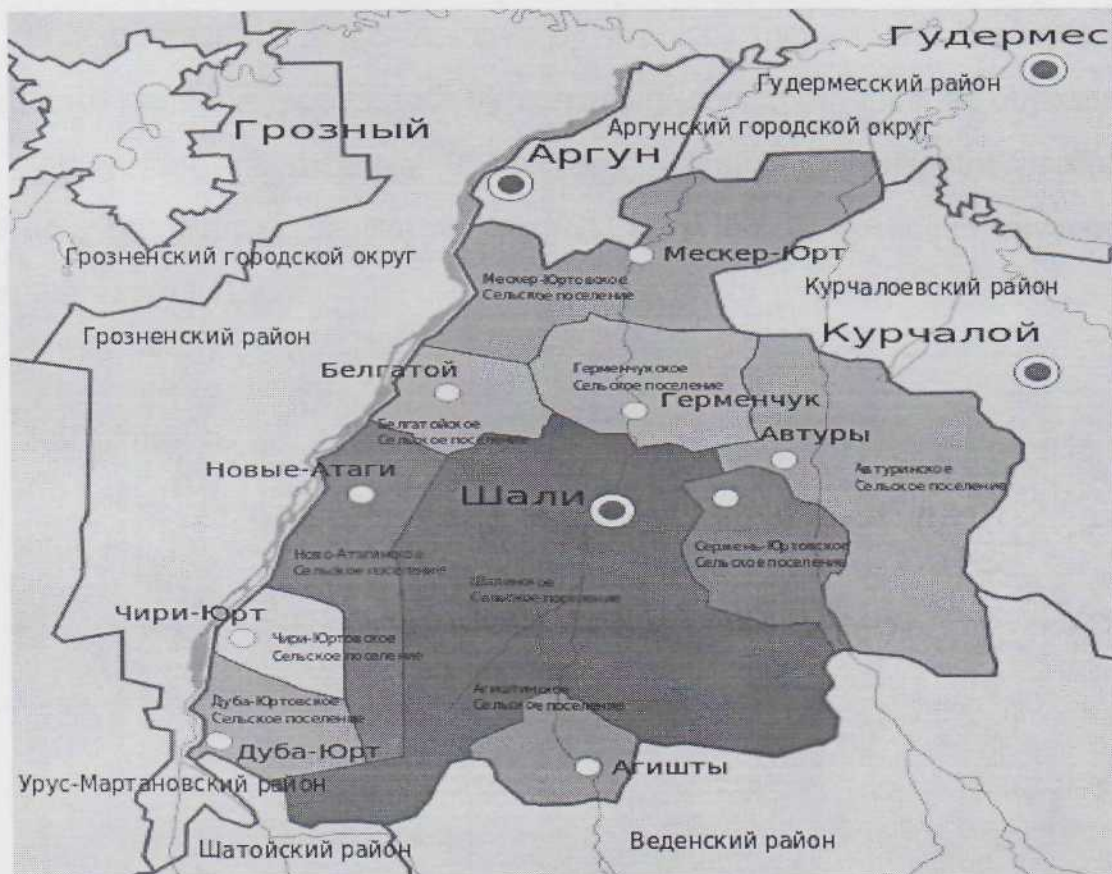 Гудермес
Гудермесский район
Грозный
Аргунский городской округ
Аргун
Грозненский городской округ
Мескер-Юрт
Мескер-Юртовское
Сельское поселение
Курчалоевский район
Грозненский район
Курчалой
Белгатой
Герменчукское
Сельское поселение
Герменчук
Белгатойское
Сельское поселение
Автуры
Новые-Атаги
Автуринское
Сельское поселение
Шали
Сержень-Юртовское
Сельское поселение
Ново-Атагинское
Сельское поселение
Шалинское
Сельское поселение
Чири-Юрт
Чири-Юртовское
Сельское поселение
Агиштинское
Сельское поселение
Дуба-Юртовское
Сельское поселение
Дуба-Юрт
Агишты
Урус-Мартановский район
Шатойский район
Веденский район